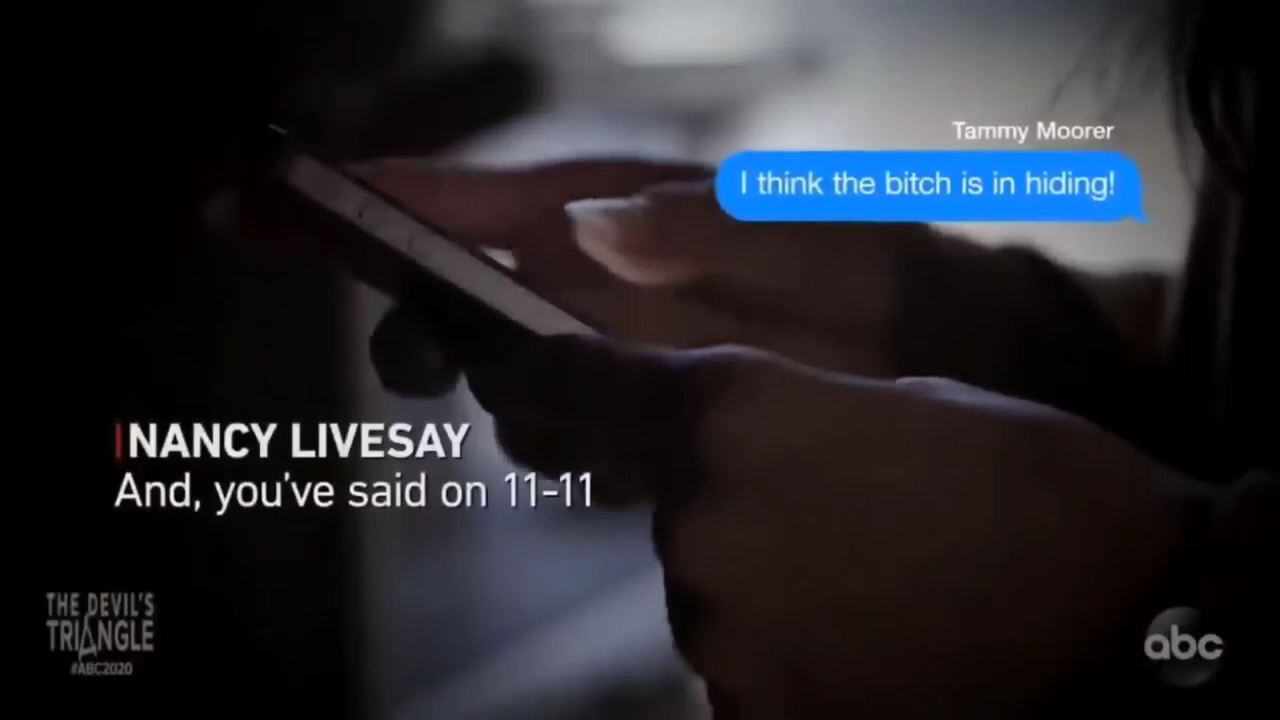 Tammy Moorer
I think the bitch is in hiding!
NANCY LIVESAY
And, you've said on 11-11
THE DEVIL'S
TRIANGLE
#ABC2020
abc